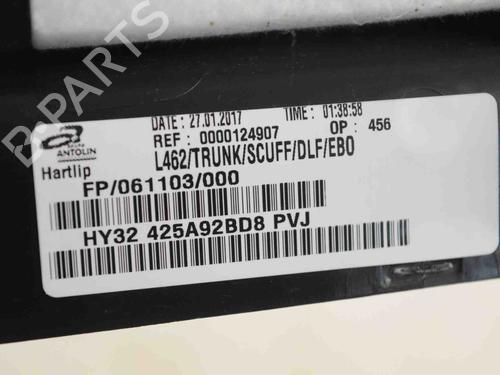 DATE : 27.01.2017 TIME : 01:38:58
REF : 0000124907 OP : 456
ANTOLIN
Hartlip
L462/TRUNK/SCUFF/DLF/EBO
FP/061103/000
HY32 425A92BD8 PVJ
B-PARTS